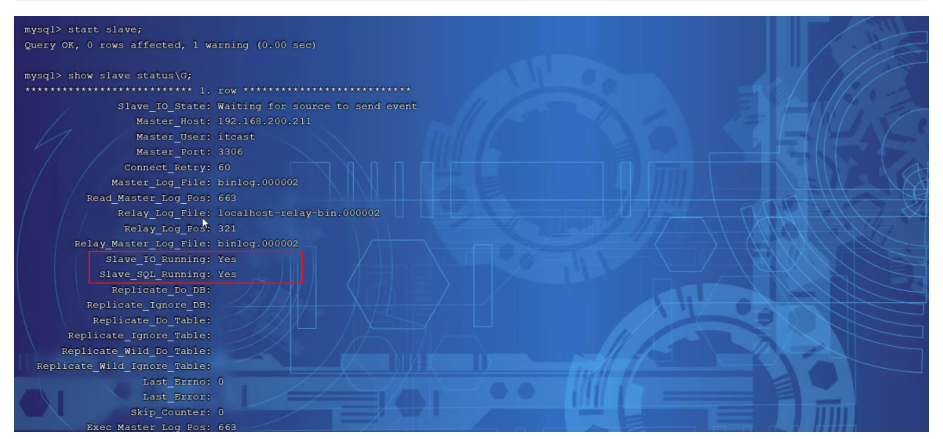 mysql> start slave;
Query OK, 0 rows affected, 1 warning (0.00 sec)
mysql> show slave status\G;
*************************** 1. row ***************************
Slave_IO_State: Waiting for source to send event
Master_Host: 192.168.200.211
Master_User: itcast
Master_Port: 3306
Connect_Retry: 60
Master_Log_File: binlog.000002
Read_Master_Log_Pos: 663
Relay_Log_File: localhost-relay-bin.000002
Relay_Log_Pos: 321
Relay_Master_Log_File: binlog.000002
Slave_IO_Running: Yes
Slave_SQL_Running: Yes
Replicate_Do_DB:
Replicate_Ignore_DB:
Replicate_Do_Table:
Replicate_Ignore_Table:
Replicate_Wild_Do_Table:
Replicate_Wild_Ignore_Table:
Last_Errno: 0
Last_Error:
Skip_Counter: 0
Exec_Master_Log_Pos: 663